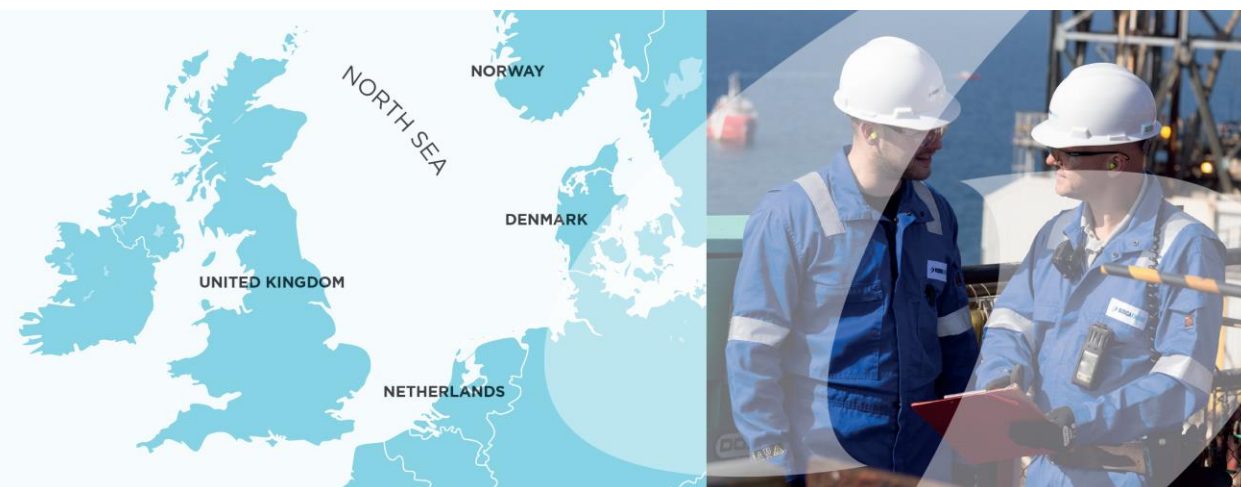 NORWAY
NORTH SEA
DENMARK
UNITED KINGDOM
NETHERLANDS